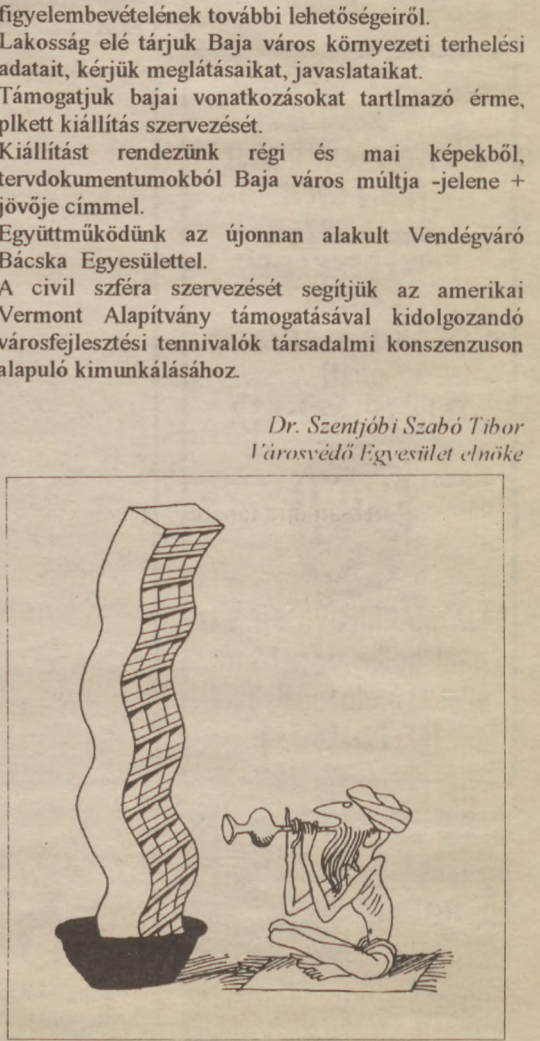 figyelembevételének további lehetőségeiről.
Lakosság elé tárjuk Baja város környezeti terhelési
adatait, kérjük meglátásaikat, javaslataikat.
Támogatjuk bajai vonatkozásokat tartlmazó érme,
plkett kiállítás szervezését.
Kiállítást rendezünk régi és mai képekből,
tervdokumentumokból Baja város múltja -jelene +
jövője címmel.
Együttműködünk az újonnan alakult Vendégváró
Bácska Egyesülettel.
A civil szféra szervezését segítjük az amerikai
Vermont Alapítvány támogatásával kidolgozandó
városfejlesztési tennivalók társadalmi konszenzuson
alapuló kimunkálásához.
Dr. Szentjóbi Szabó Tibor
Városvédő Egyesület elnöke